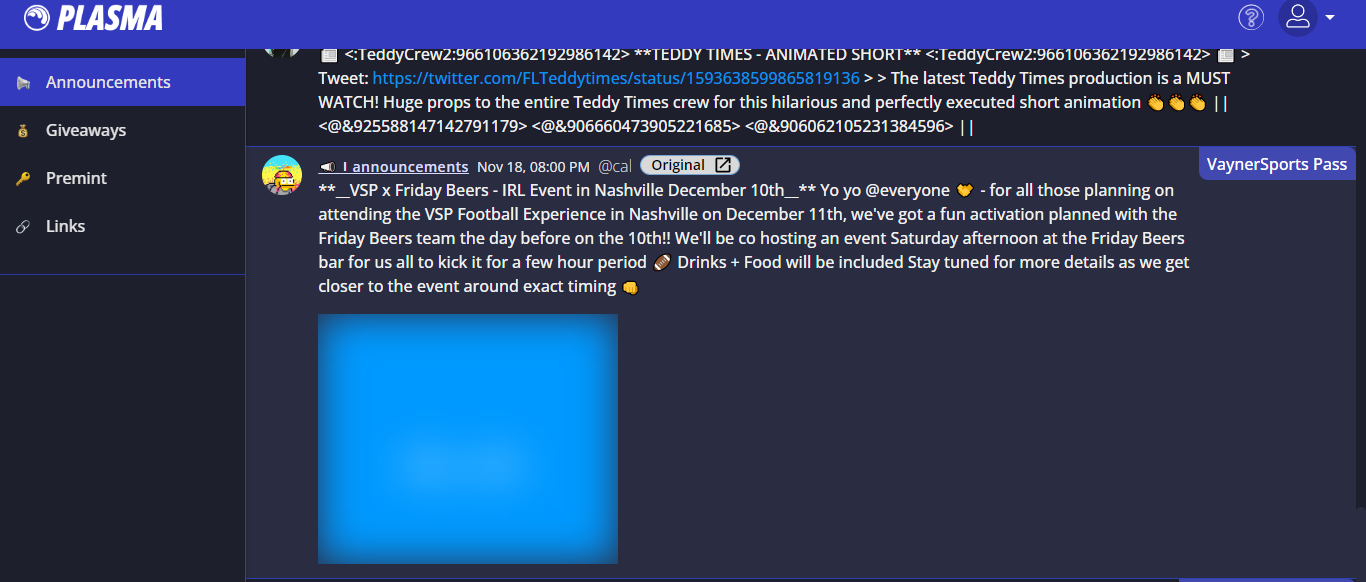 PLASMA
Announcements
Giveaways
Premint
Links
<:TeddyCrew2:966106362192986142> **TEDDY TIMES - ANIMATED SHORT** <:TeddyCrew2:966106362192986142> 📰 >
Tweet: https://twitter.com/FLTeddytimes/status/1593638599865819136 > > The latest Teddy Times production is a MUST
WATCH! Huge props to the entire Teddy Times crew for this hilarious and perfectly executed short animation 👏 👏 👏 ||
<@&925588147142791179> <@&906660473905221685> <@&906062105231384596> ||
VaynerSports Pass
📢 | announcements Nov 18, 08:00 PM @cal Original
**__VSP x Friday Beers - IRL Event in Nashville December 10th__** Yo yo @everyone 🤝 - for all those planning on
attending the VSP Football Experience in Nashville on December 11th, we've got a fun activation planned with the
Friday Beers team the day before on the 10th!! We'll be co hosting an event Saturday afternoon at the Friday Beers
bar for us all to kick it for a few hour period 🏈 Drinks + Food will be included Stay tuned for more details as we get
closer to the event around exact timing 👊